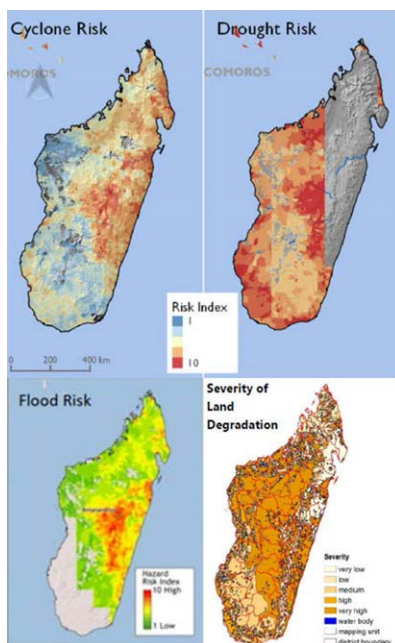 Cyclone Risk
COMOROS
Drought Risk
COMOROS
Risk Index
1
10
0 200 400 km
Flood Risk
Hazard
Risk Index
10 High
1 Low
Severity of
Land
Degradation
Severity
very low
low
medium
high
very high
water body
mapping unit
district boundary